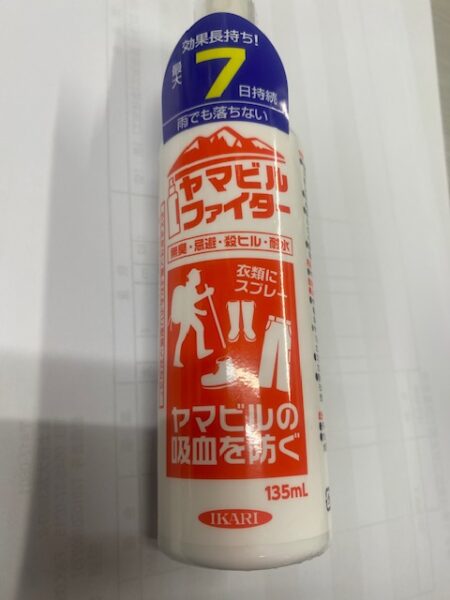 効果長持ち!
最大
7
日持続
雨でも落ちない
ヤマビル
ファイター
無臭・忌避・殺ヒル・耐水
衣類に
スプレー
ヤマビルの
吸血を防ぐ
135mL
IKARI